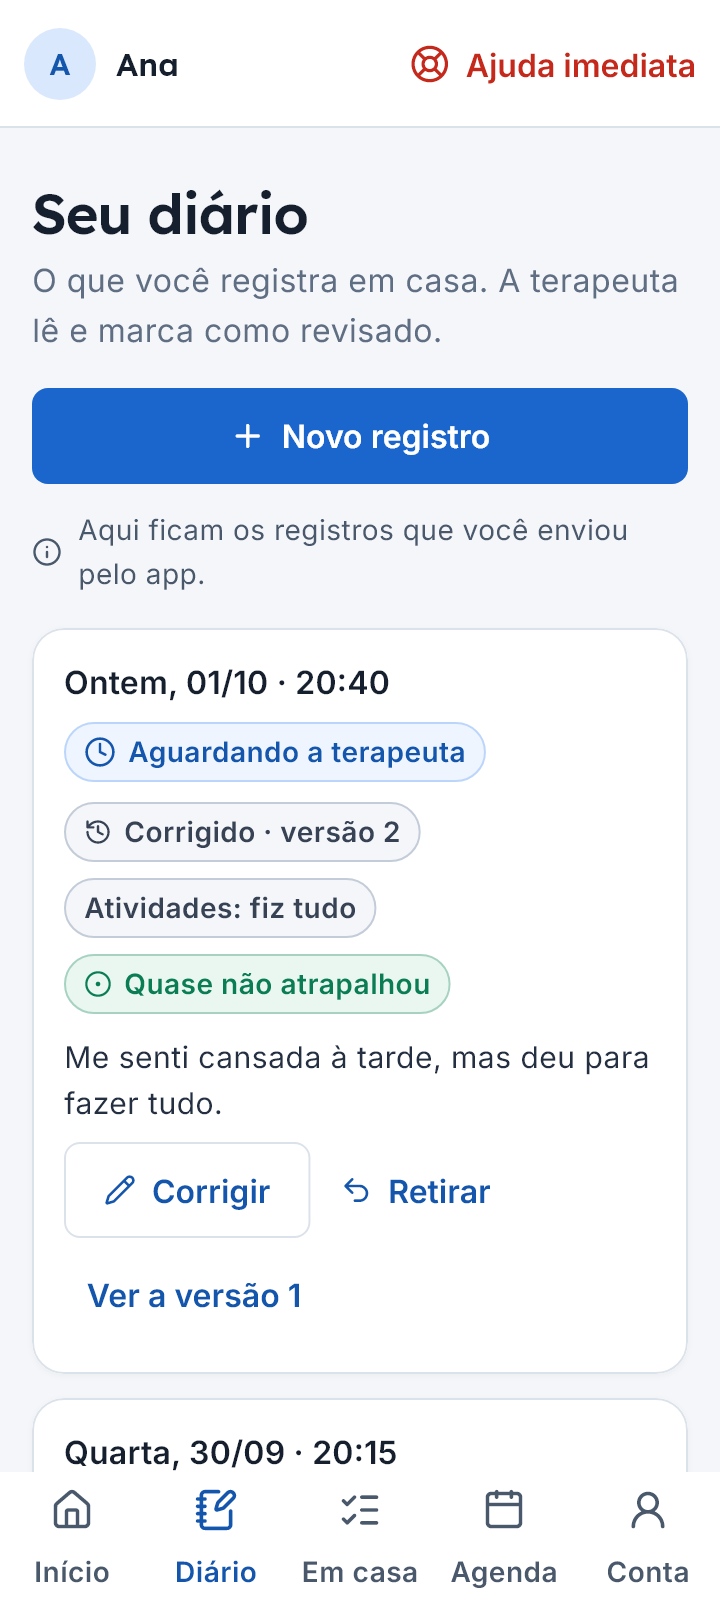 A Ana Ajuda imediata
Seu diário
O que você registra em casa. A terapeuta
lê e marca como revisado.
+ Novo registro
Aqui ficam os registros que você enviou
pelo app.
Ontem, 01/10 · 20:40
Aguardando a terapeuta
Corrigido · versão 2
Atividades: fiz tudo
Quase não atrapalhou
Me senti cansada à tarde, mas deu para
fazer tudo.
Corrigir Retirar
Ver a versão 1
Quarta, 30/09 · 20:15
Início Diário Em casa Agenda Conta